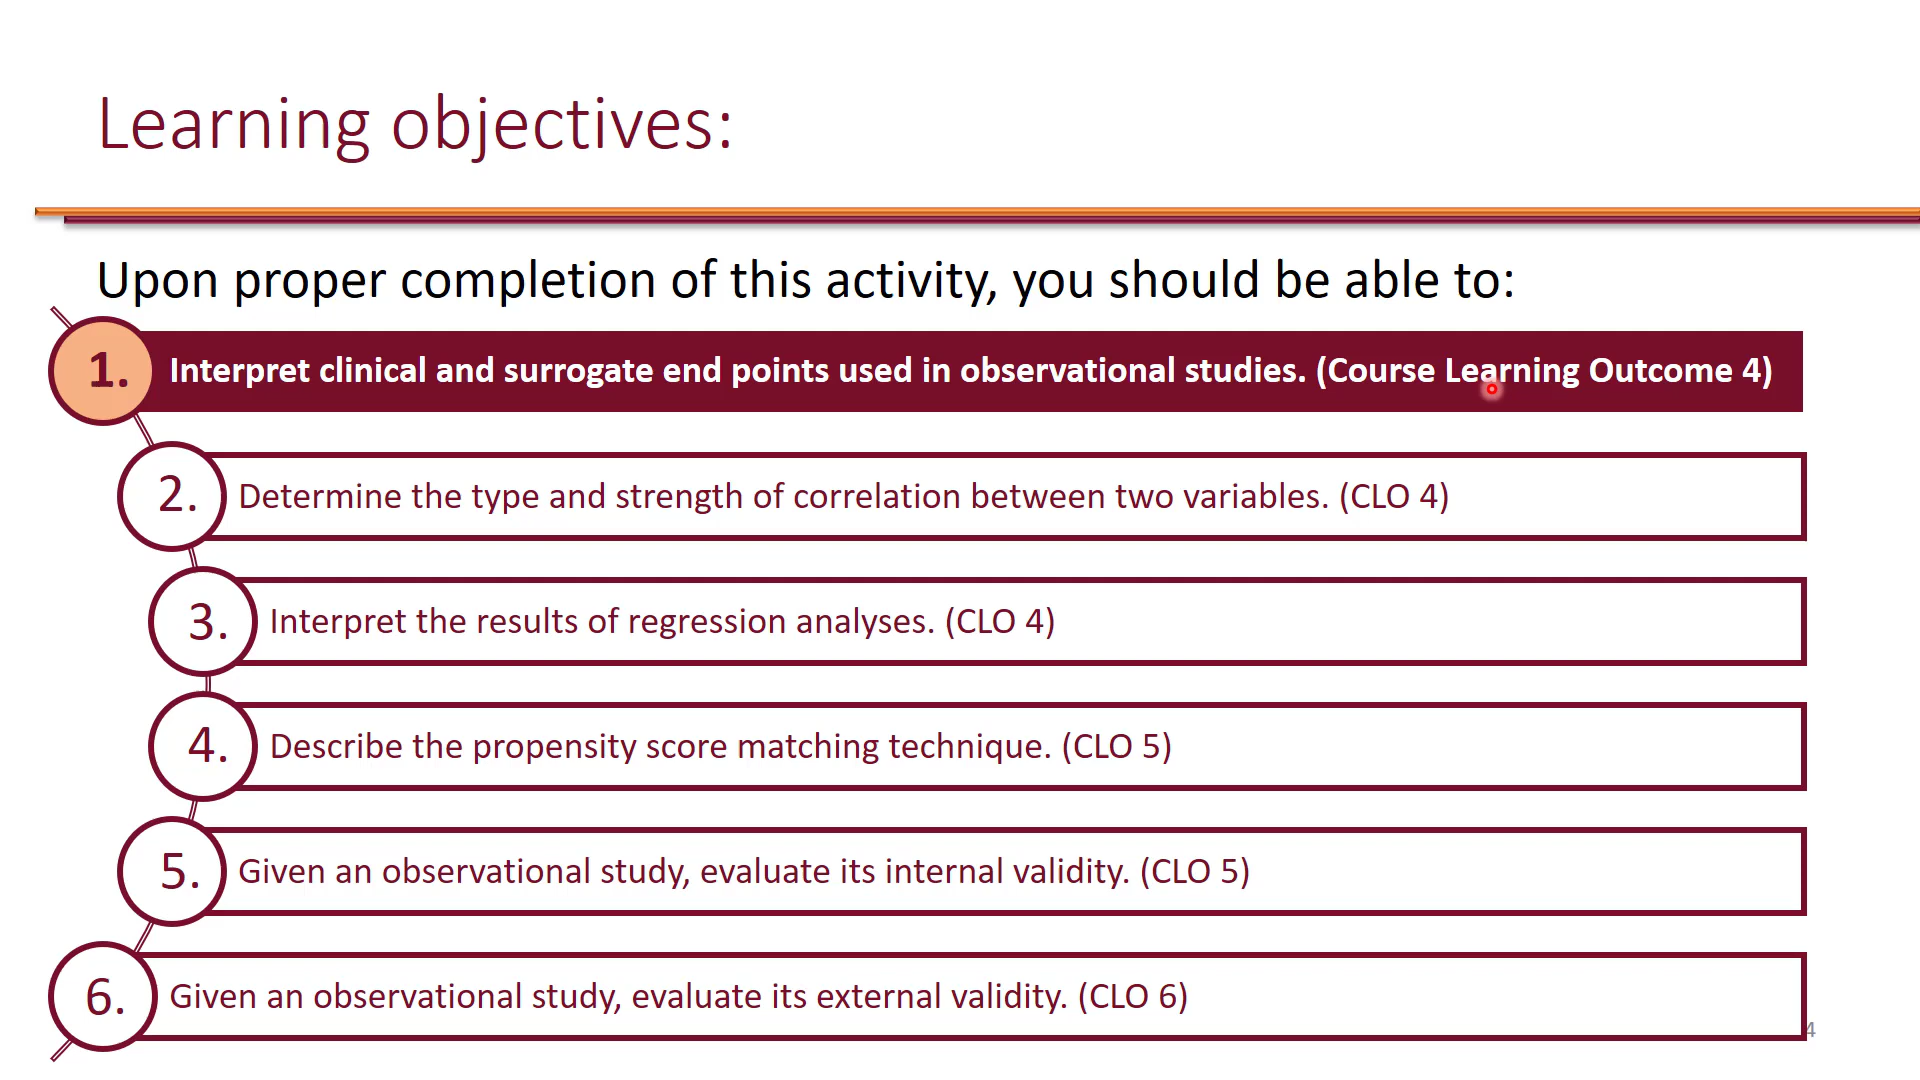 Learning objectives:
Upon proper completion of this activity, you should be able to:
1. Interpret clinical and surrogate end points used in observational studies. (Course Learning Outcome 4)
2. Determine the type and strength of correlation between two variables. (CLO 4)
3. Interpret the results of regression analyses. (CLO 4)
4. Describe the propensity score matching technique. (CLO 5)
5. Given an observational study, evaluate its internal validity. (CLO 5)
6. Given an observational study, evaluate its external validity. (CLO 6)
4